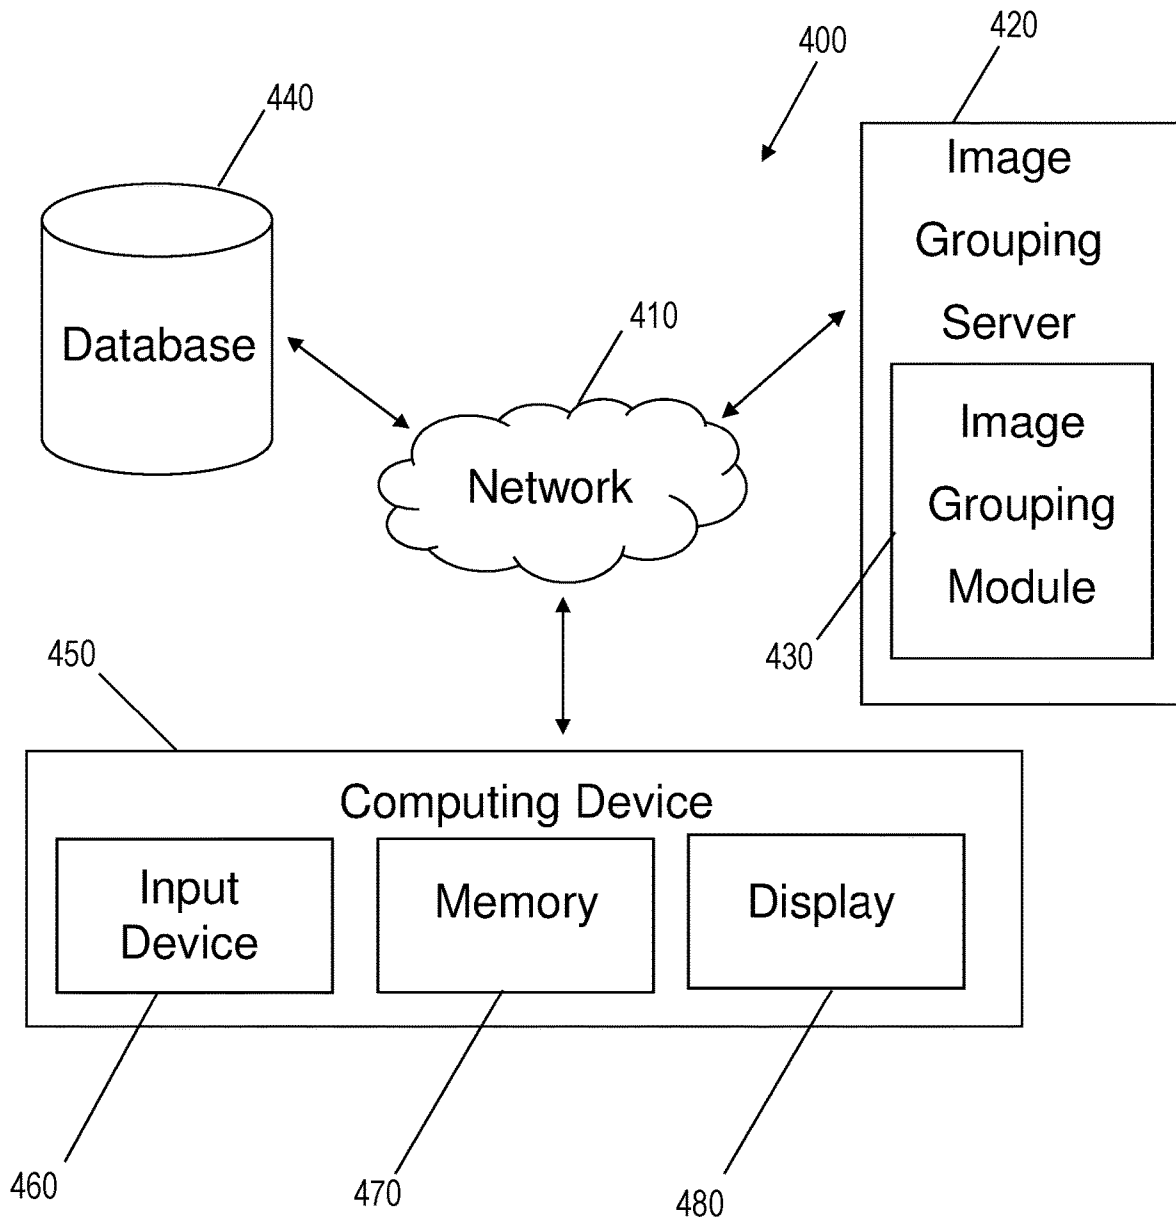 400
420
440
Image
Grouping
Server
410
Database
Image
Grouping
Module
Network
430
450
Computing Device
Input
Device
Memory
Display
460
470
480